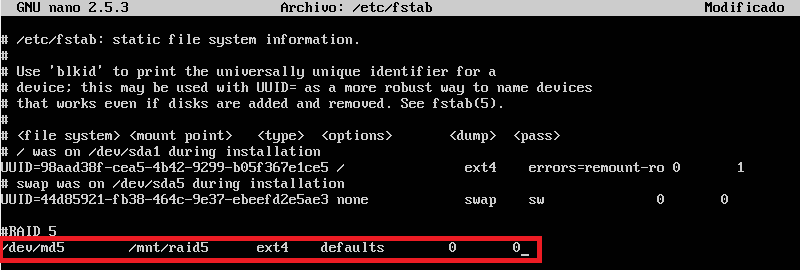 GNU nano 2.5.3 Archivo: /etc/fstab Modificado
# /etc/fstab: static file system information.
#
# Use 'blkid' to print the universally unique identifier for a
# device; this may be used with UUID= as a more robust way to name devices
# that works even if disks are added and removed. See fstab(5).
#
# <file system> <mount point>   <type>  <options>       <dump>  <pass>
# / was on /dev/sda1 during installation
UUID=98aad38f-cea5-4b42-9299-b05f367e1ce5 /               ext4    errors=remount-ro 0       1
# swap was on /dev/sda5 during installation
UUID=44d85921-fb38-464c-9e37-ebeefd2e5ae3 none            swap    sw              0       0
#RAID 5
/dev/md5        /mnt/raid5      ext4    defaults        0       0